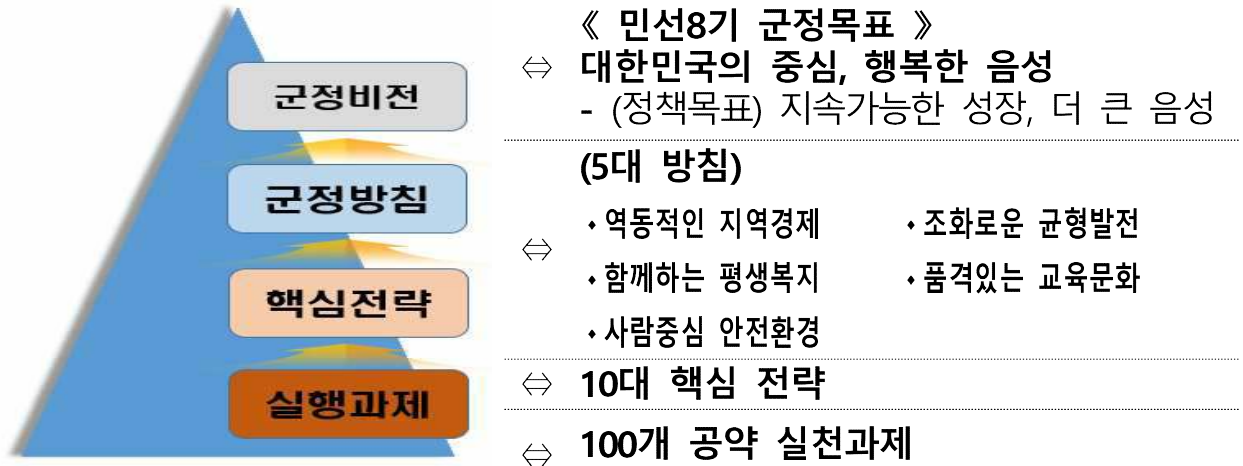 군정비전
⇔ 《 민선8기 군정목표 》
대한민국의 중심, 행복한 음성
- (정책목표) 지속가능한 성장, 더 큰 음성
군정방침
⇔ (5대 방침)
⬩역동적인 지역경제 ⬩조화로운 균형발전
⬩함께하는 평생복지 ⬩품격있는 교육문화
⬩사람중심 안전환경
핵심전략
⇔ 10대 핵심 전략
실행과제
⇔ 100개 공약 실천과제